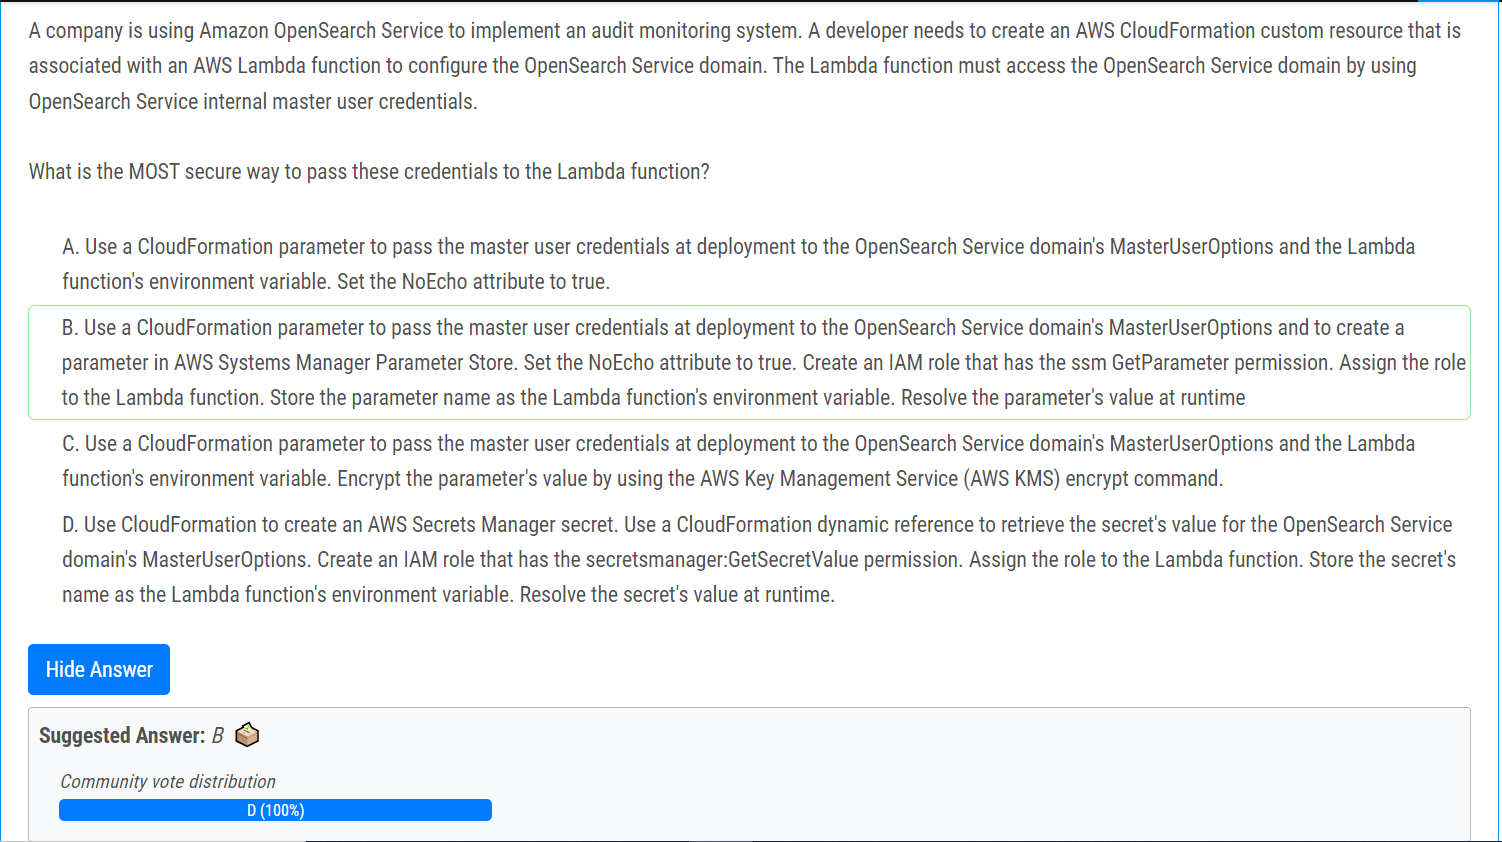 A company is using Amazon OpenSearch Service to implement an audit monitoring system. A developer needs to create an AWS CloudFormation custom resource that is
associated with an AWS Lambda function to configure the OpenSearch Service domain. The Lambda function must access the OpenSearch Service domain by using
OpenSearch Service internal master user credentials.
What is the MOST secure way to pass these credentials to the Lambda function?
A. Use a CloudFormation parameter to pass the master user credentials at deployment to the OpenSearch Service domain's MasterUserOptions and the Lambda
function's environment variable. Set the NoEcho attribute to true.
B. Use a CloudFormation parameter to pass the master user credentials at deployment to the OpenSearch Service domain's MasterUserOptions and to create a
parameter in AWS Systems Manager Parameter Store. Set the NoEcho attribute to true. Create an IAM role that has the ssm GetParameter permission. Assign the role
to the Lambda function. Store the parameter name as the Lambda function's environment variable. Resolve the parameter's value at runtime
C. Use a CloudFormation parameter to pass the master user credentials at deployment to the OpenSearch Service domain's MasterUserOptions and the Lambda
function's environment variable. Encrypt the parameter's value by using the AWS Key Management Service (AWS KMS) encrypt command.
D. Use CloudFormation to create an AWS Secrets Manager secret. Use a CloudFormation dynamic reference to retrieve the secret's value for the OpenSearch Service
domain's MasterUserOptions. Create an IAM role that has the secretsmanager:GetSecretValue permission. Assign the role to the Lambda function. Store the secret's
name as the Lambda function's environment variable. Resolve the secret's value at runtime.
Hide Answer
Suggested Answer: B
Community vote distribution
D (100%)